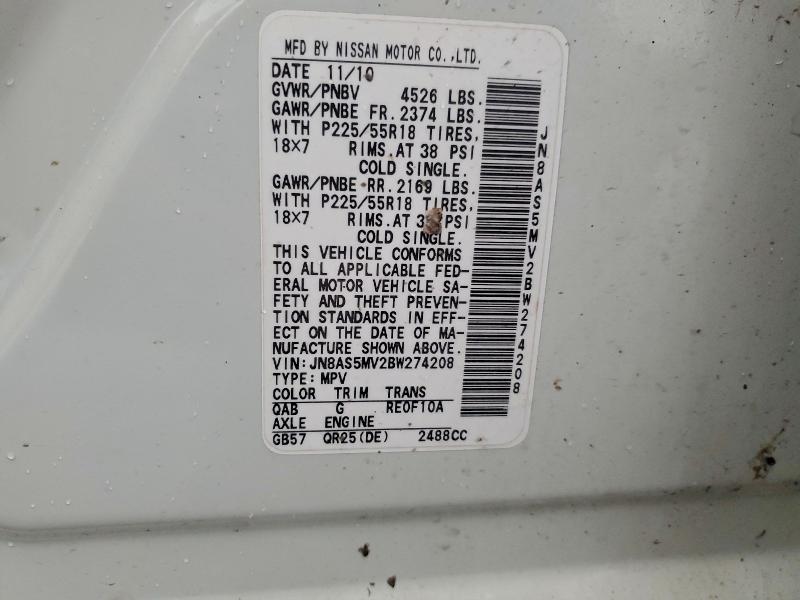 MFD BY NISSAN MOTOR CO.,LTD.
DATE 11/10
GVWR/PNBV 4526 LBS.
GAWR/PNBE FR. 2374 LBS.
WITH P225/55R18 TIRES,
18X7 RIMS. AT 38 PSI
COLD SINGLE.
GAWR/PNBE RR. 2169 LBS.
WITH P225/55R18 TIRES,
18X7 RIMS. AT PSI
COLD SINGLE.
THIS VEHICLE CONFORMS
TO ALL APPLICABLE FED-
ERAL MOTOR VEHICLE SA-
FETY AND THEFT PREVEN-
TION STANDARDS IN EFF-
ECT ON THE DATE OF MA-
NUFACTURE SHOWN ABOVE.
VIN: JN8AS5MV2BW274208
TYPE: MPV
COLOR TRIM TRANS
QAB G RE0F10A
AXLE ENGINE
GB57 QR25(DE) 2488CC
JN8AS5MV2BW274208